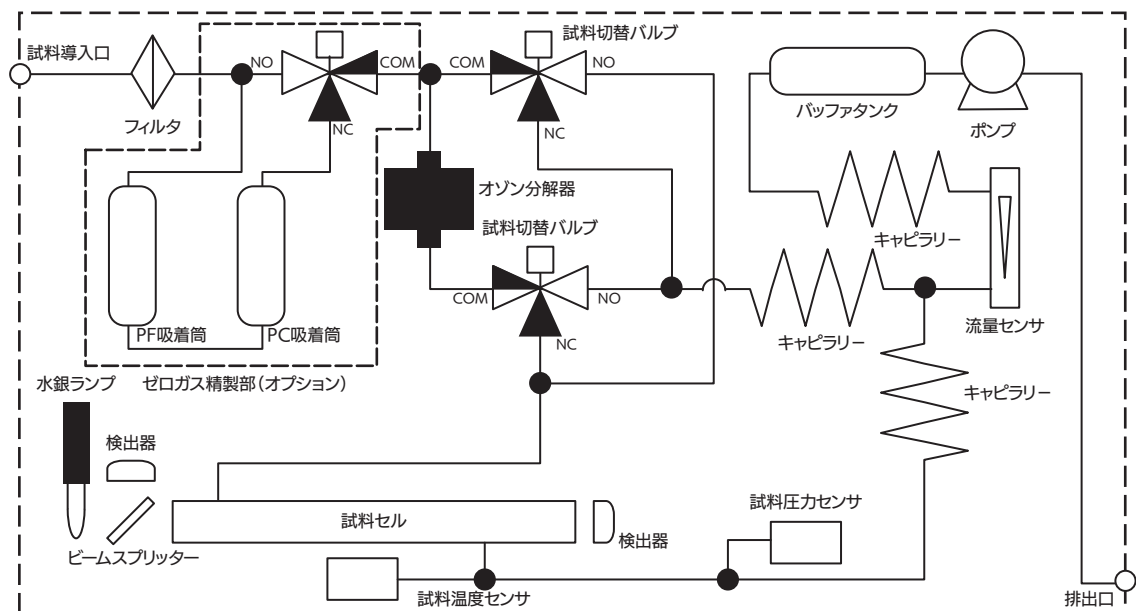 試料導入口
NO
COM
COM
試料切替バルブ
NO
バッファタンク
ポンプ
フィルタ
NC
NC
オゾン分解器
試料切替バルブ
キャピラリー
COM
NO
キャピラリー
流量センサ
PF吸着筒
PC吸着筒
NC
水銀ランプ
ゼロガス精製部(オプション)
キャピラリー
検出器
試料圧力センサ
試料セル
検出器
ビームスプリッター
試料温度センサ
排出口